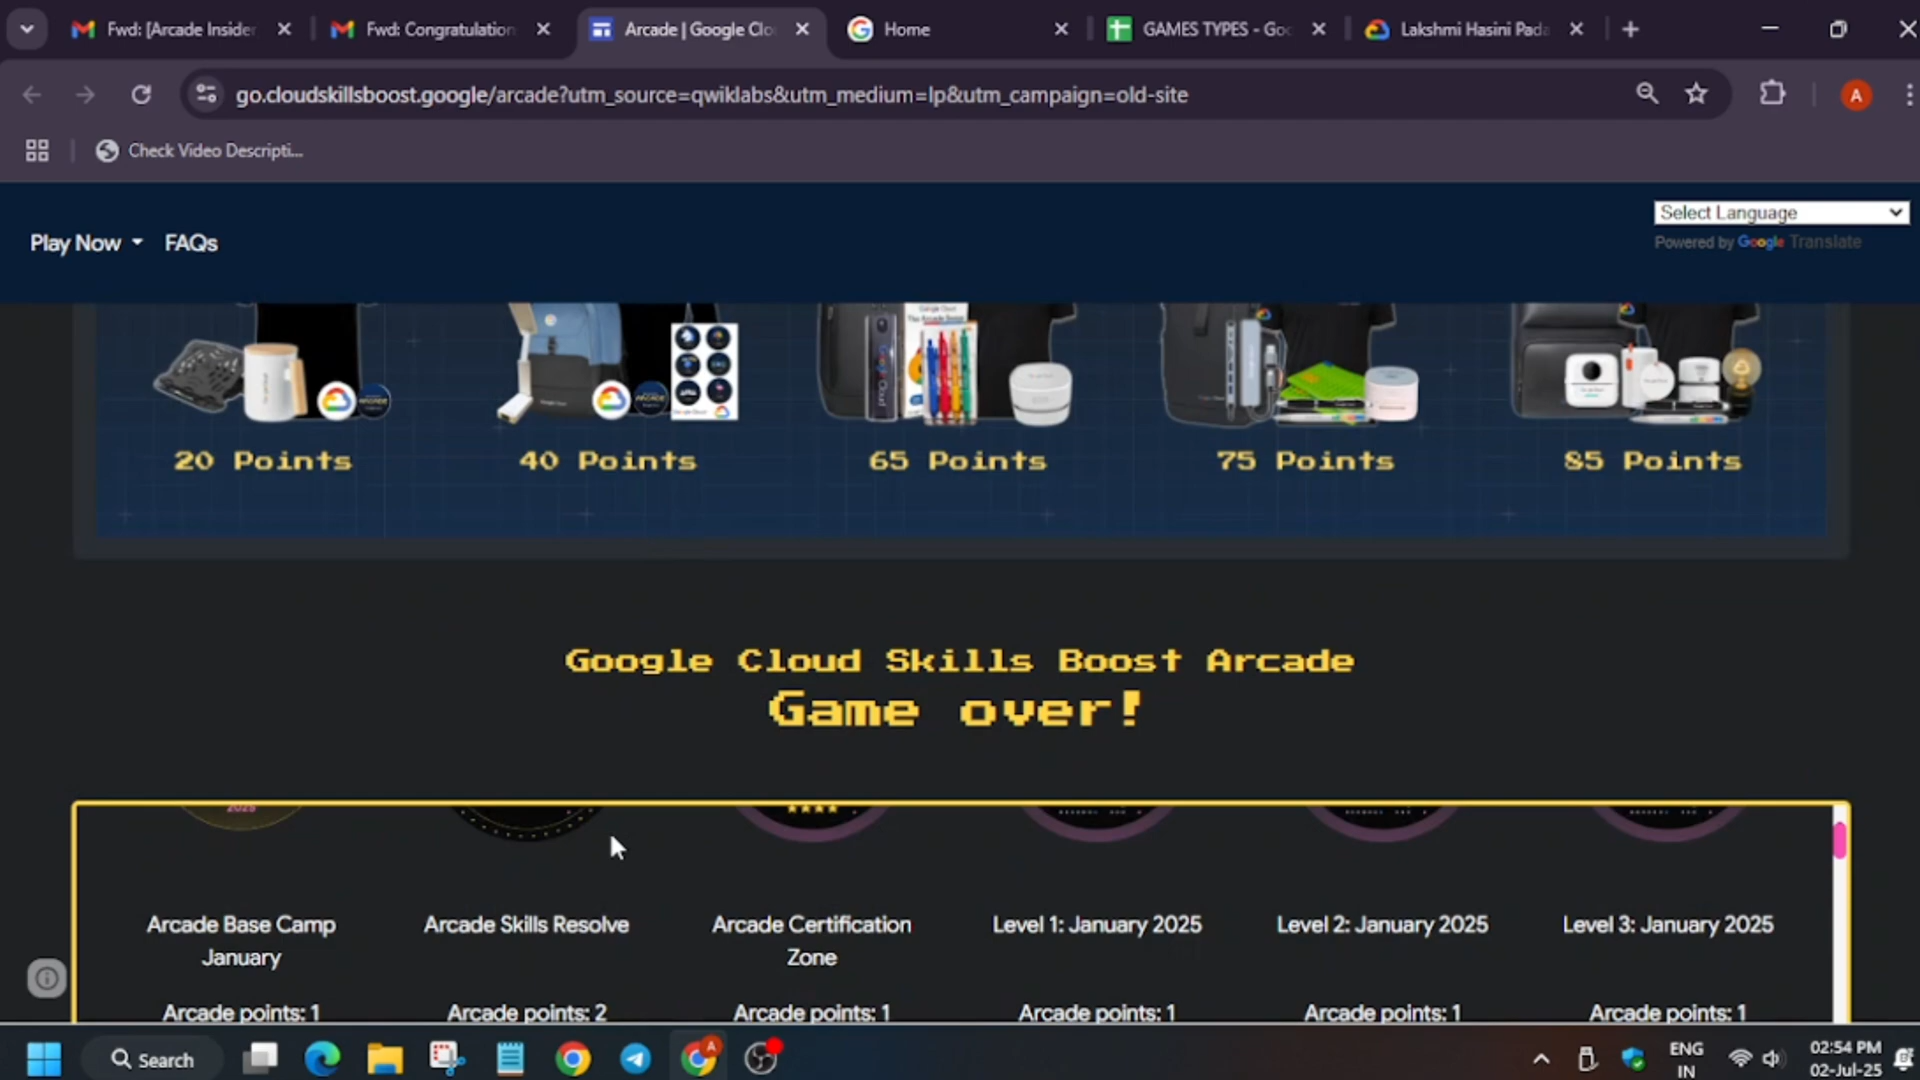 Fwd: [Arcade Insider
Fwd: Congratulation
Arcade | Google Clo
Home
GAMES TYPES - Goo
Lakshmi Hasini Pada
go.cloudskillsboost.google/arcade?utm_source=qwiklabs&utm_medium=lp&utm_campaign=old-site
A
Check Video Descripti...
Play Now
FAQs
Select Language
Powered by Google Translate
20 Points
40 Points
65 Points
75 Points
85 Points
Google Cloud Skills Boost Arcade
Game over!
2025
Arcade Base Camp
January
Arcade Skills Resolve
Arcade Certification
Zone
Level 1: January 2025
Level 2: January 2025
Level 3: January 2025
Arcade points: 1
Arcade points: 2
Arcade points: 1
Arcade points: 1
Arcade points: 1
Arcade points: 1
Search
A
ENG
IN
02:54 PM
02-Jul-25